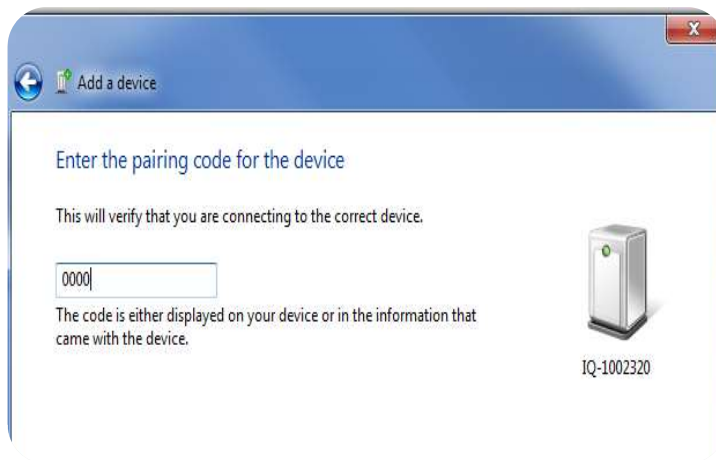 Add a device
Enter the pairing code for the device
This will verify that you are connecting to the correct device.
0000
The code is either displayed on your device or in the information that
came with the device.
IQ-1002320